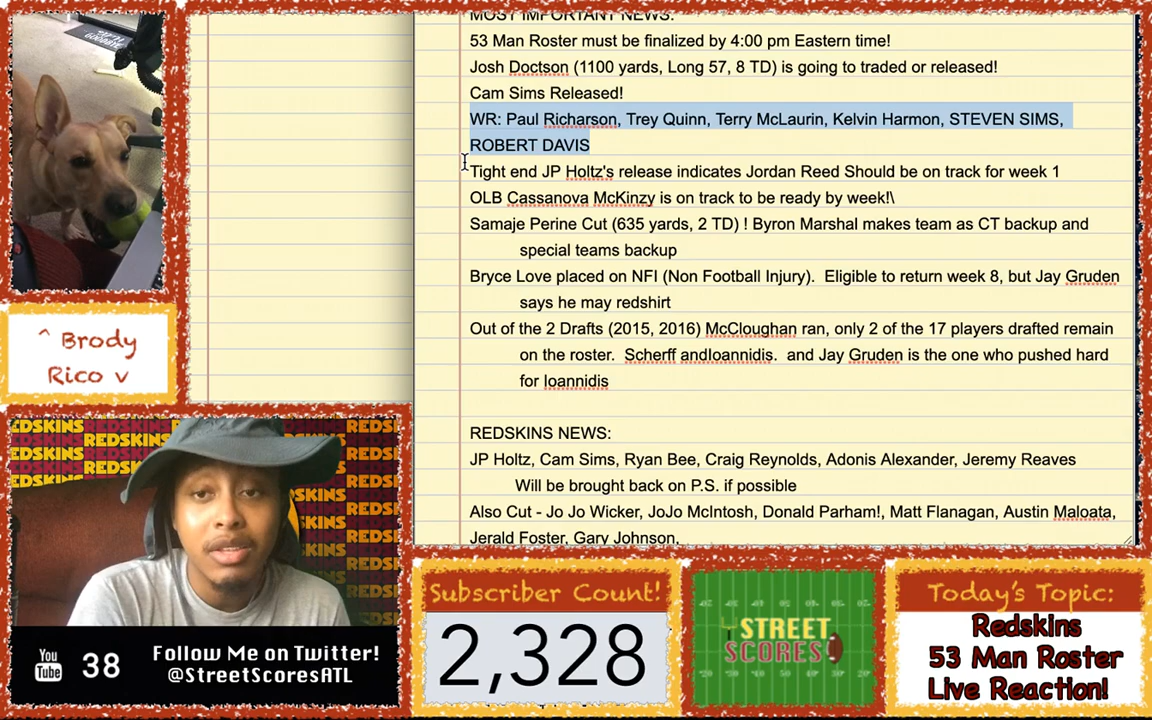 MOST IMPORTANT NEWS:
53 Man Roster must be finalized by 4:00 pm Eastern time!
Josh Doctson (1100 yards, Long 57, 8 TD) is going to traded or released!
Cam Sims Released!
WR: Paul Richarson, Trey Quinn, Terry McLaurin, Kelvin Harmon, STEVEN SIMS,
ROBERT DAVIS
Tight end JP Holtz's release indicates Jordan Reed Should be on track for week 1
OLB Cassanova McKinzy is on track to be ready by week!\
Samaje Perine Cut (635 yards, 2 TD) ! Byron Marshal makes team as CT backup and
special teams backup
Bryce Love placed on NFI (Non Football Injury).  Eligible to return week 8, but Jay Gruden
says he may redshirt
Out of the 2 Drafts (2015, 2016) McCloughan ran, only 2 of the 17 players drafted remain
on the roster.  Scherff andIoannidis.  and Jay Gruden is the one who pushed hard
for Ioannidis
REDSKINS NEWS:
JP Holtz, Cam Sims, Ryan Bee, Craig Reynolds, Adonis Alexander, Jeremy Reaves
Will be brought back on P.S. if possible
Also Cut - Jo Jo Wicker, JoJo McIntosh, Donald Parham!, Matt Flanagan, Austin Maloata,
Jerald Foster, Gary Johnson,
^ Brody
Rico v
REDSKINS REDSKINS REDSKINS
You
Tube
38
Follow Me on Twitter!
@StreetScoresATL
Subscriber Count!
2,328
STREET
SCORES
Today's Topic:
Redskins
53 Man Roster
Live Reaction!